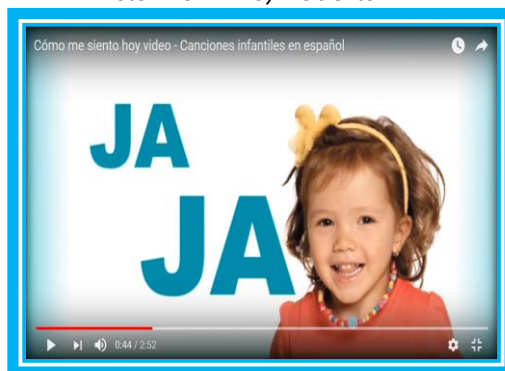 Cómo me siento hoy video - Canciones infantiles en español
JA
JA
0:44 / 2:52